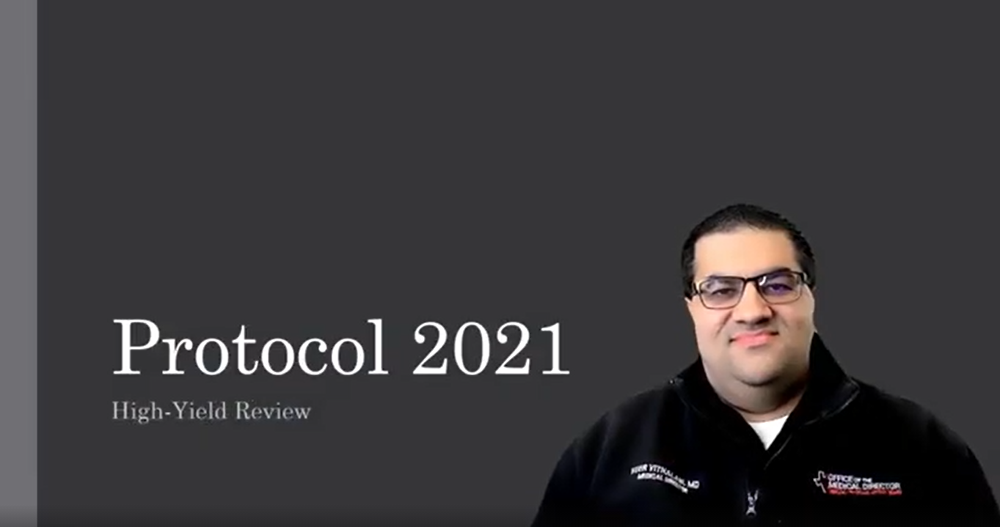 Protocol 2021
High-Yield Review
VITHALANI, MD
MEDICAL DIRECTOR
OFFICE OF THE
MEDICAL DIRECTOR